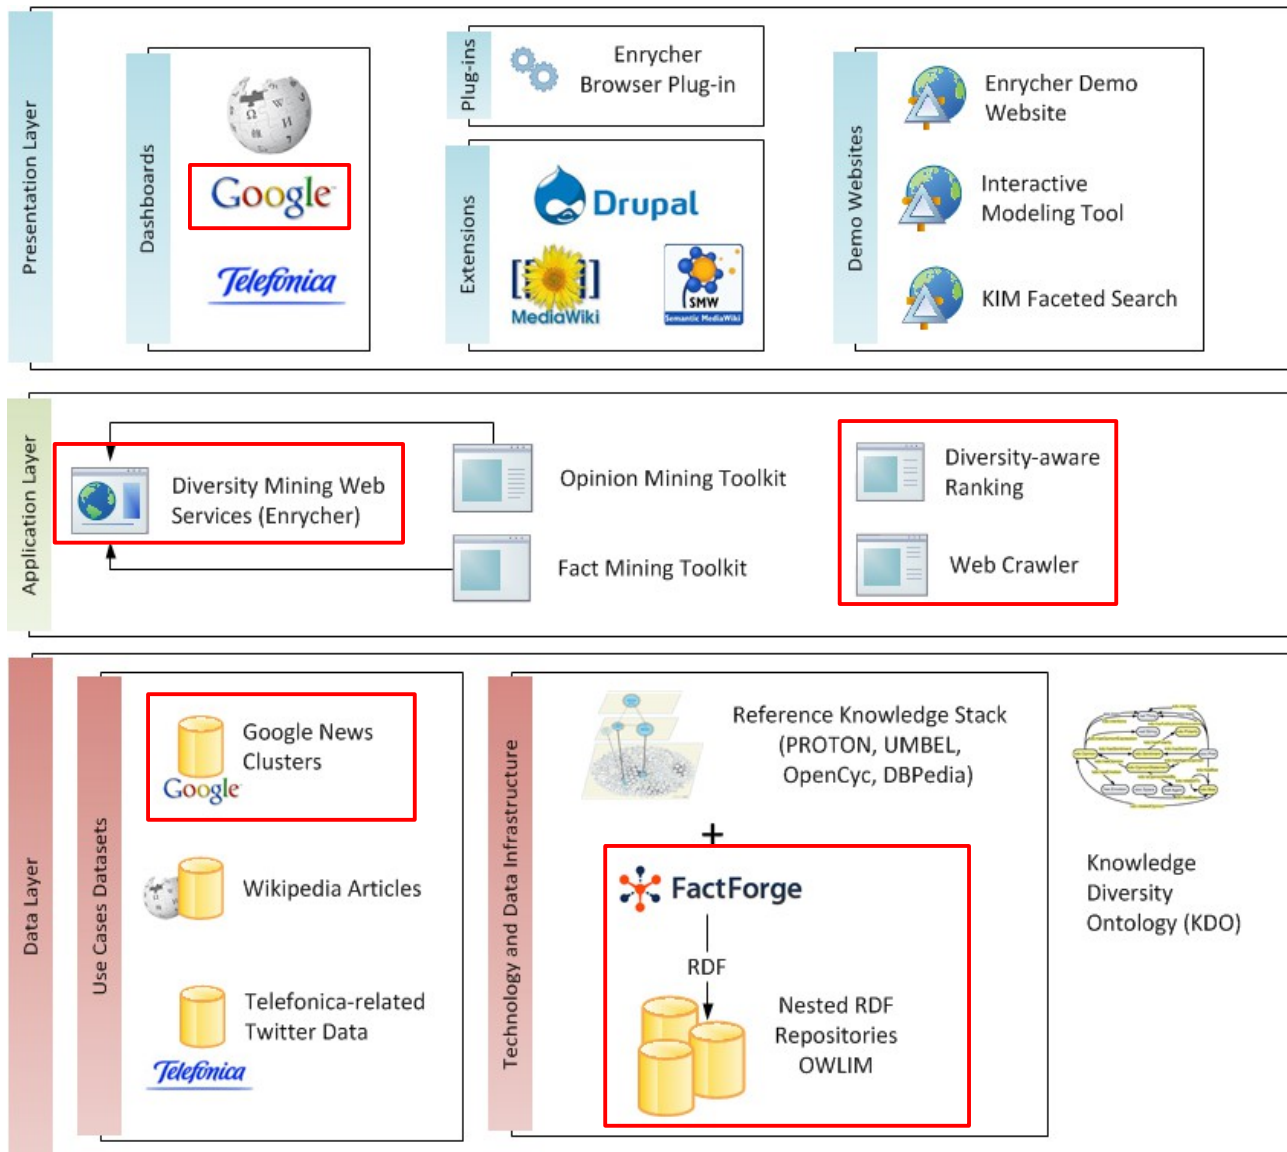 Presentation Layer
Dashboards
Google
Telefónica
Plug-ins
Enrycher
Browser Plug-in
Extensions
Drupal
MediaWiki
SMW
Semantic MediaWiki
Demo Websites
Enrycher Demo
Website
Interactive
Modeling Tool
KIM Faceted Search
Application Layer
Diversity Mining Web
Services (Enrycher)
Opinion Mining Toolkit
Fact Mining Toolkit
Diversity-aware
Ranking
Web Crawler
Data Layer
Use Cases Datasets
Google News
Clusters
Google
Wikipedia Articles
Telefonica-related
Twitter Data
Telefónica
Technology and Data Infrastructure
Reference Knowledge Stack
(PROTON, UMBEL,
OpenCyc, DBPedia)
+
FactForge
RDF
Nested RDF
Repositories
OWLIM
Knowledge
Diversity
Ontology (KDO)